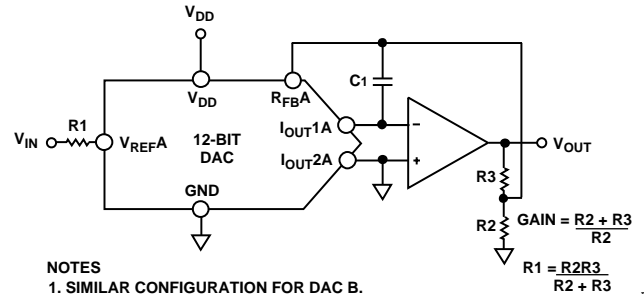 VDD
VDD
RFBA
C1
R1
VIN
VREFA
12-BIT
DAC
IOUT1A
IOUT2A
GND
–
+
VOUT
R3
R2
GAIN = R2 + R3
R2
R1 = R2R3
R2 + R3
NOTES
1. SIMILAR CONFIGURATION FOR DAC B.